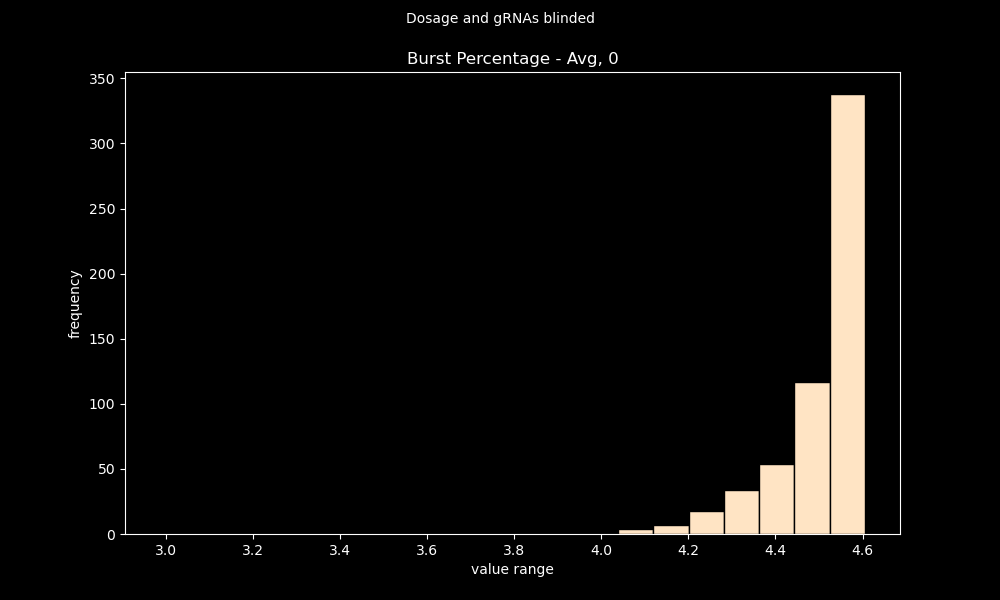 Dosage and gRNAs blinded
Burst Percentage - Avg, 0
350
300
250
200
150
100
50
0
frequency
3.0 3.2 3.4 3.6 3.8 4.0 4.2 4.4 4.6
value range